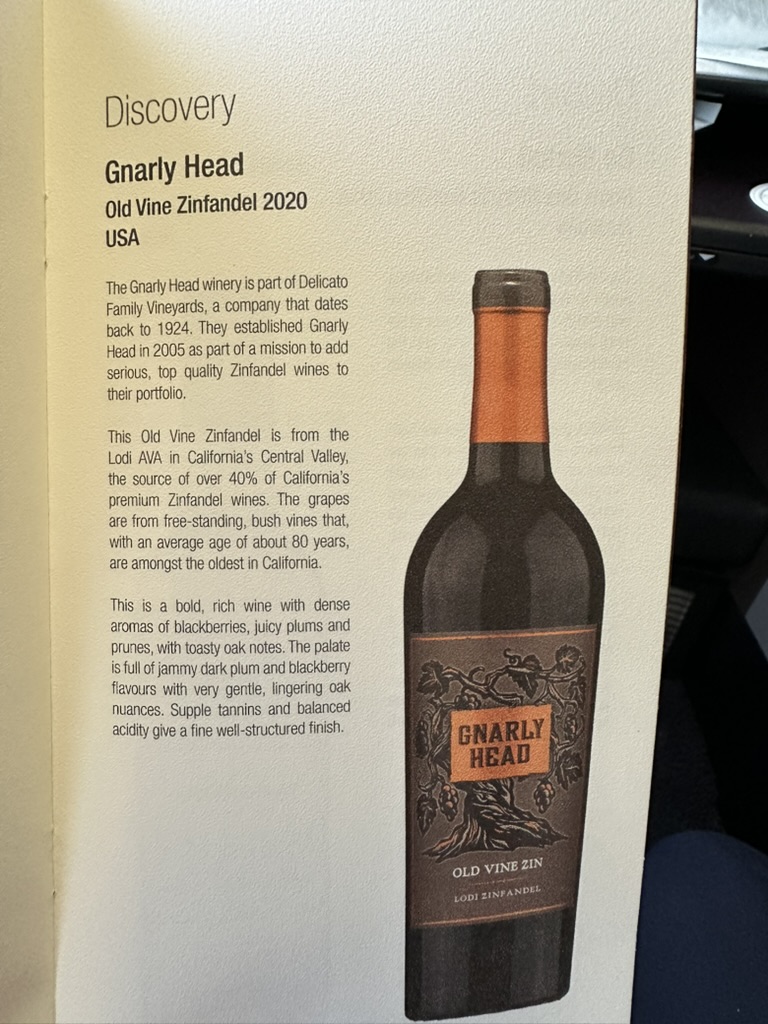 Discovery
Gnarly Head
Old Vine Zinfandel 2020
USA
The Gnarly Head winery is part of Delicato
Family Vineyards, a company that dates
back to 1924. They established Gnarly
Head in 2005 as part of a mission to add
serious, top quality Zinfandel wines to
their portfolio.
This Old Vine Zinfandel is from the
Lodi AVA in California's Central Valley,
the source of over 40% of California's
premium Zinfandel wines. The grapes
are from free-standing, bush vines that,
with an average age of about 80 years,
are amongst the oldest in California.
This is a bold, rich wine with dense
aromas of blackberries, juicy plums and
prunes, with toasty oak notes. The palate
is full of jammy dark plum and blackberry
flavours with very gentle, lingering oak
nuances. Supple tannins and balanced
acidity give a fine well-structured finish.
GNARLY
HEAD
OLD VINE ZIN
LODI ZINFANDEL